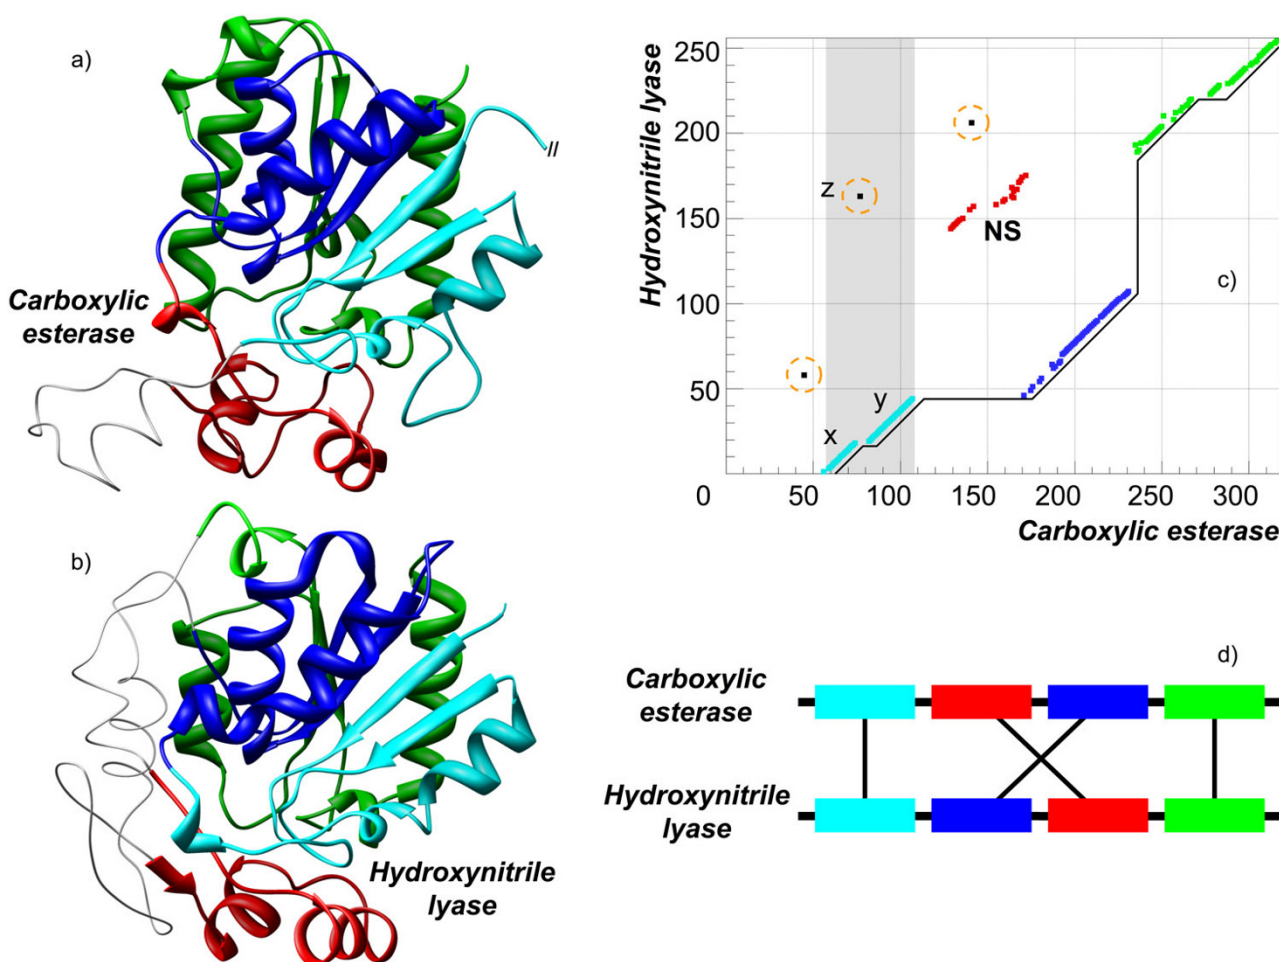 a)
//
Carboxylic
esterase
b)
Hydroxynitrile
lyase
Hydroxynitrile lyase
250
200
150
100
50
z
NS
c)
y
x
0
50
100
150
200
250
300
Carboxylic esterase
d)
Carboxylic
esterase
Hydroxynitrile
lyase